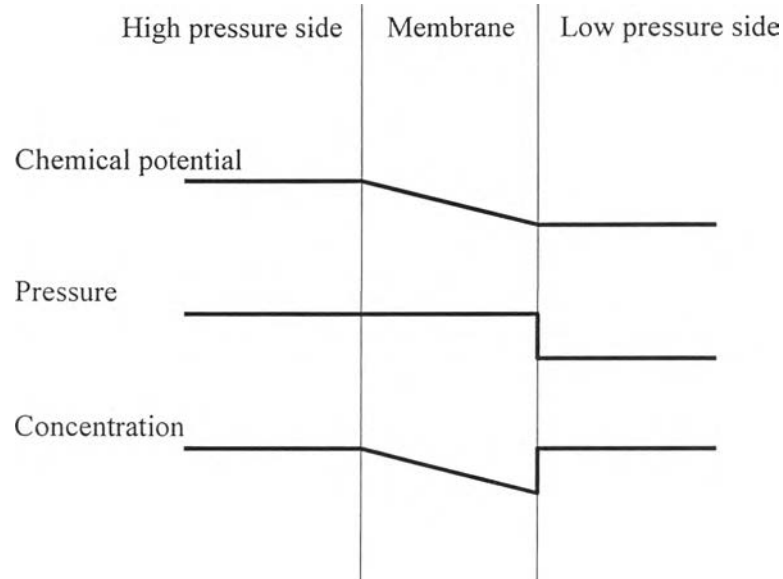 High pressure side Membrane Low pressure side
Chemical potential
Pressure
Concentration